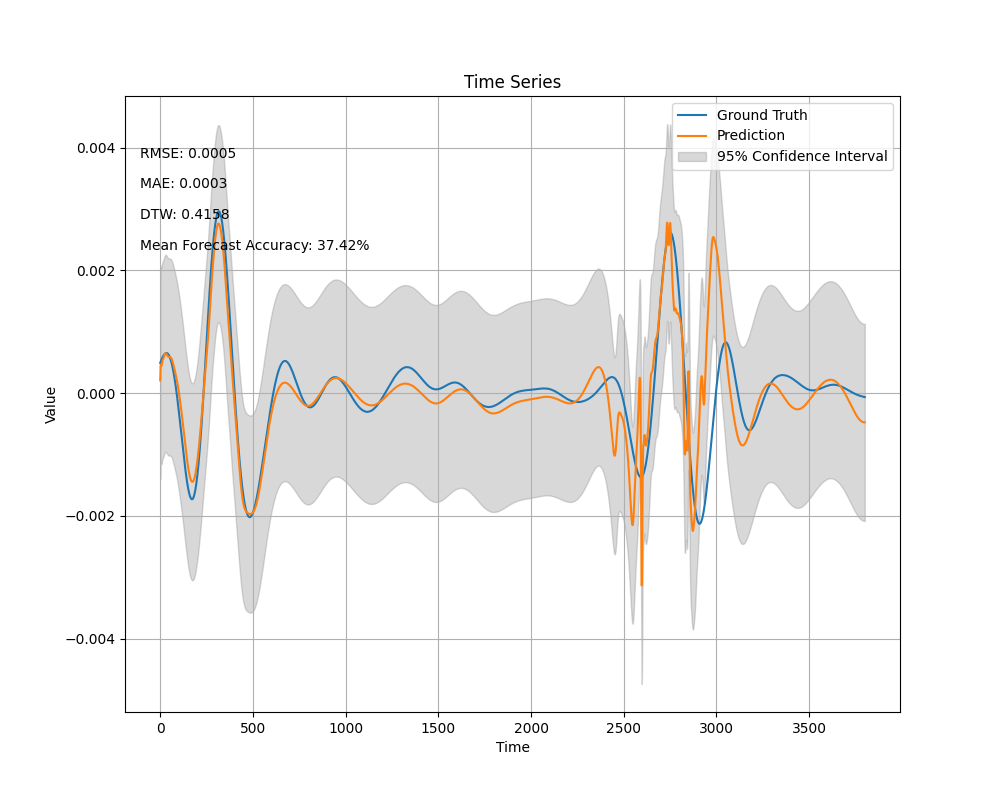 Time Series
Ground Truth
Prediction
95% Confidence Interval
RMSE: 0.0005
MAE: 0.0003
DTW: 0.4158
Mean Forecast Accuracy: 37.42%
0.004
0.002
0.000
−0.002
−0.004
Value
0 500 1000 1500 2000 2500 3000 3500
Time